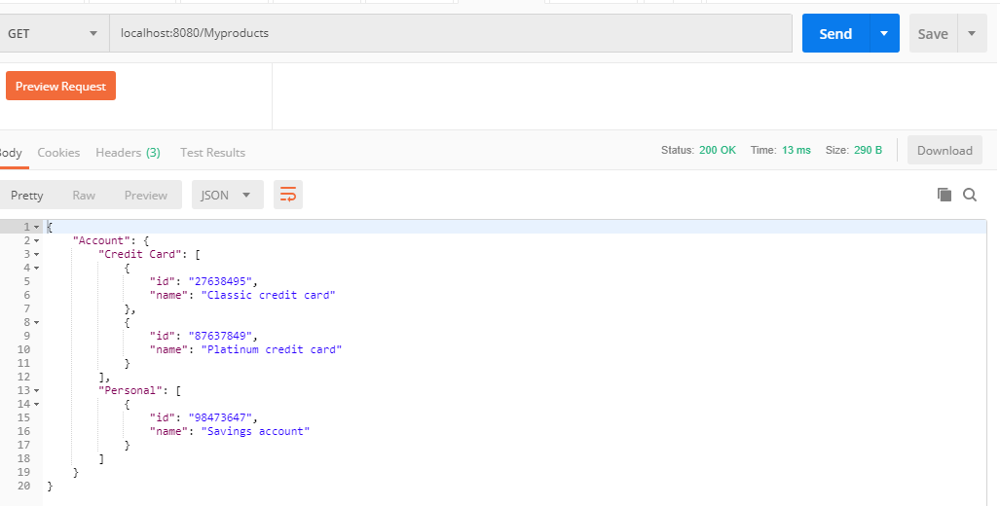 GET localhost:8080/Myproducts Send Save
Preview Request
Body Cookies Headers (3) Test Results Status: 200 OK Time: 13 ms Size: 290 B Download
Pretty Raw Preview JSON
1 {
2 "Account": {
3 "Credit Card": [
4 {
5 "id": "27638495",
6 "name": "Classic credit card"
7 },
8 {
9 "id": "87637849",
10 "name": "Platinum credit card"
11 }
12 ],
13 "Personal": [
14 {
15 "id": "98473647",
16 "name": "Savings account"
17 }
18 ]
19 }
20 }